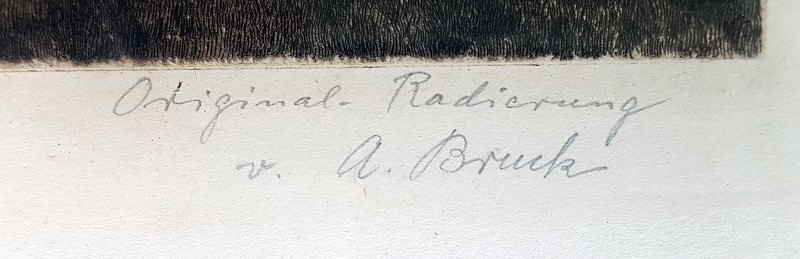 Original-Radierung
v. A. Bruck